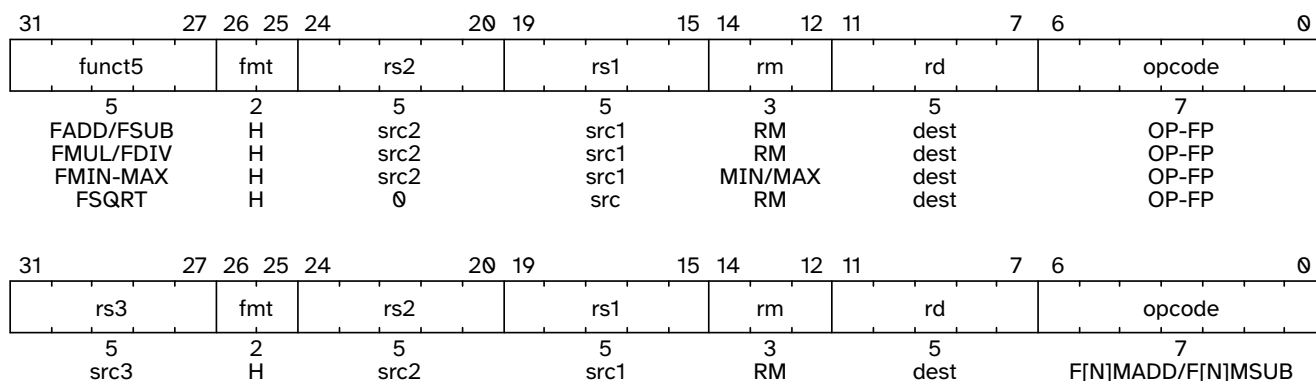 31 27 26 25 24 20 19 15 14 12 11 7 6 0
funct5 fmt rs2 rs1 rm rd opcode
5 2 5 5 3 5 7
FADD/FSUB H src2 src1 RM dest OP-FP
FMUL/FDIV H src2 src1 RM dest OP-FP
FMIN-MAX H src2 src1 MIN/MAX dest OP-FP
FSQRT H 0 src RM dest OP-FP
31 27 26 25 24 20 19 15 14 12 11 7 6 0
rs3 fmt rs2 rs1 rm rd opcode
5 2 5 5 3 5 7
src3 H src2 src1 RM dest F[N]MADD/F[N]MSUB